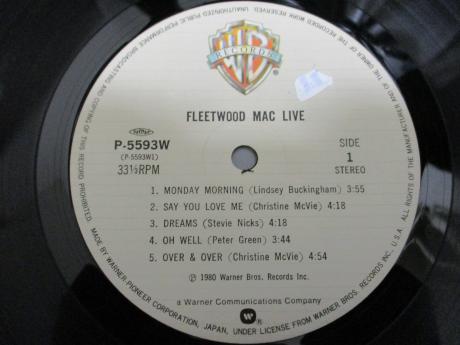 WB
RECORDS
FLEETWOOD MAC LIVE
P-5593W
(P-5593W1)
33⅓RPM
SIDE
1
STEREO
1. MONDAY MORNING (Lindsey Buckingham) 3:55
2. SAY YOU LOVE ME (Christine McVie) 4:18
3. DREAMS (Stevie Nicks) 4:18
4. OH WELL (Peter Green) 3:44
5. OVER & OVER (Christine McVie) 4:54
℗ 1980 Warner Bros. Records Inc.
a Warner Communications Company
ALL RIGHTS OF THE MANUFACTURER AND OF THE OWNER OF THE RECORDED WORK RESERVED. UNAUTHORIZED PUBLIC PERFORMANCE, BROADCASTING AND COPYING OF THIS RECORD PROHIBITED.
MADE BY WARNER-PIONEER CORPORATION, JAPAN, UNDER LICENSE FROM WARNER BROS. RECORDS INC., U.S.A.